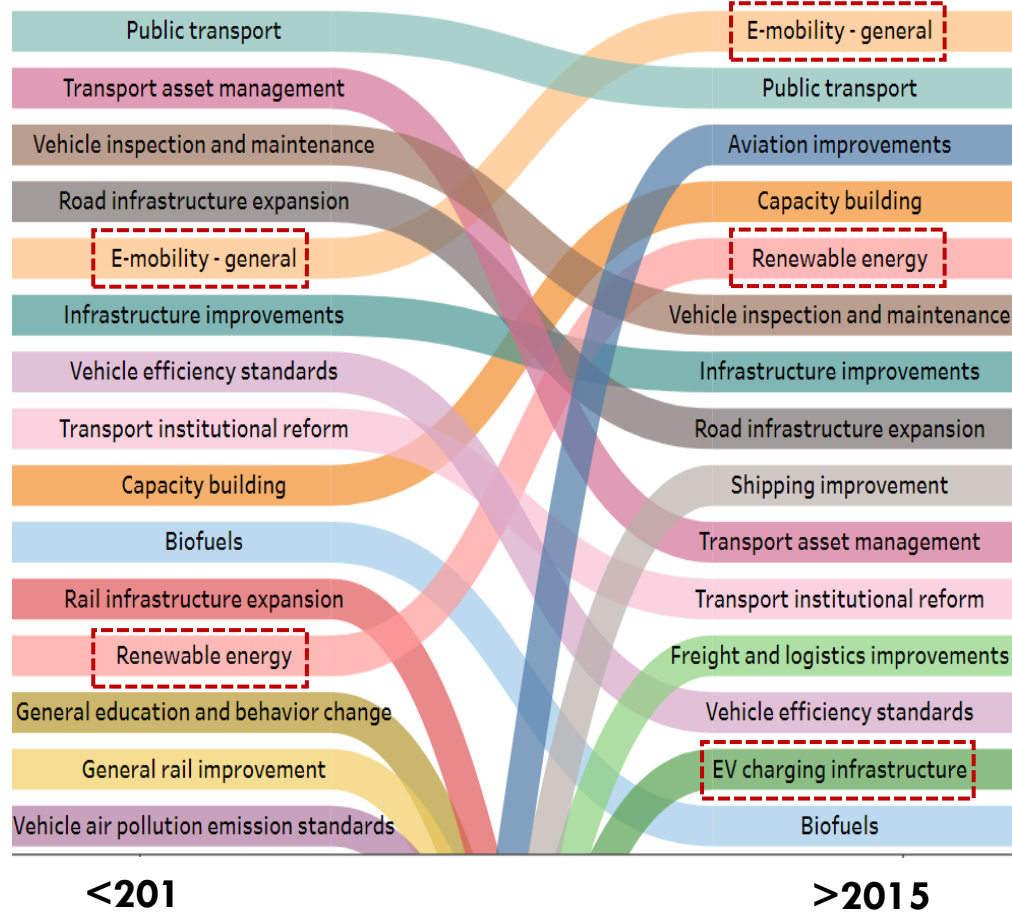 Public transport
Transport asset management
Vehicle inspection and maintenance
Road infrastructure expansion
E-mobility - general
Infrastructure improvements
Vehicle efficiency standards
Transport institutional reform
Capacity building
Biofuels
Rail infrastructure expansion
Renewable energy
General education and behavior change
General rail improvement
Vehicle air pollution emission standards
<201
E-mobility - general
Public transport
Aviation improvements
Capacity building
Renewable energy
Vehicle inspection and maintenance
Infrastructure improvements
Road infrastructure expansion
Shipping improvement
Transport asset management
Transport institutional reform
Freight and logistics improvements
Vehicle efficiency standards
EV charging infrastructure
Biofuels
>2015